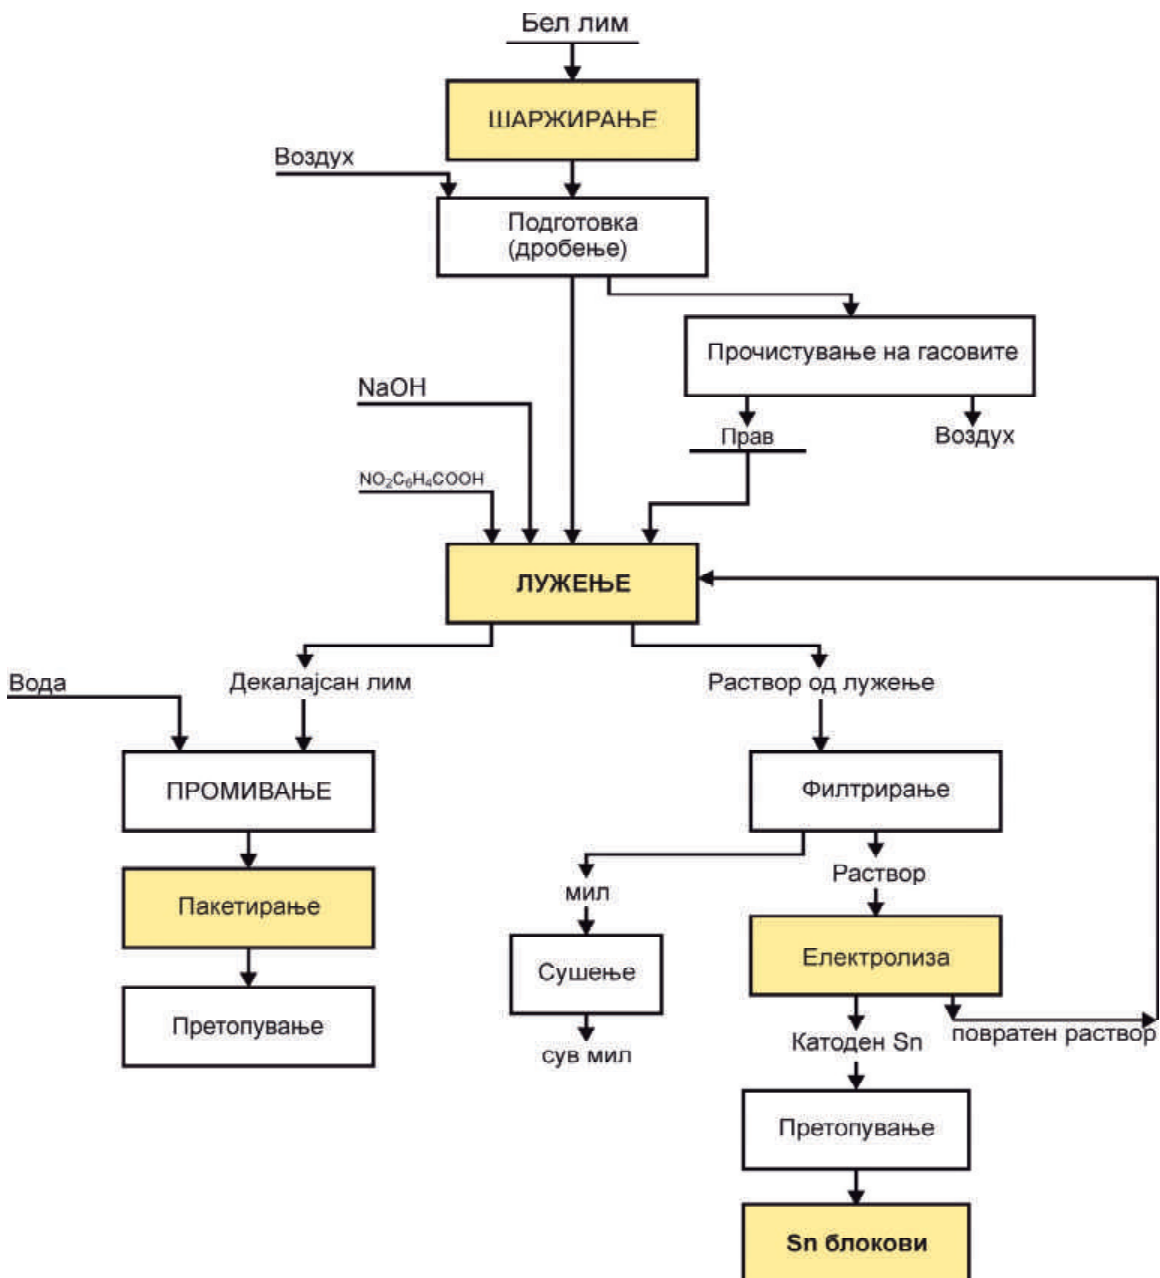 Бел лим
ШАРЖИРАЊЕ
Воздух
Подготовка
(дробење)
Прочистување на гасовите
NaOH
Прав
Воздух
NO₂C₆H₄COOH
ЛУЖЕЊЕ
Вода
Декалајсан лим
Раствор од лужење
ПРОМИВАЊЕ
Филтрирање
мил
Раствор
Пакетирање
Сушење
Електролиза
Претопување
сув мил
Катоден Sn
повратен раствор
Претопување
Sn блокови